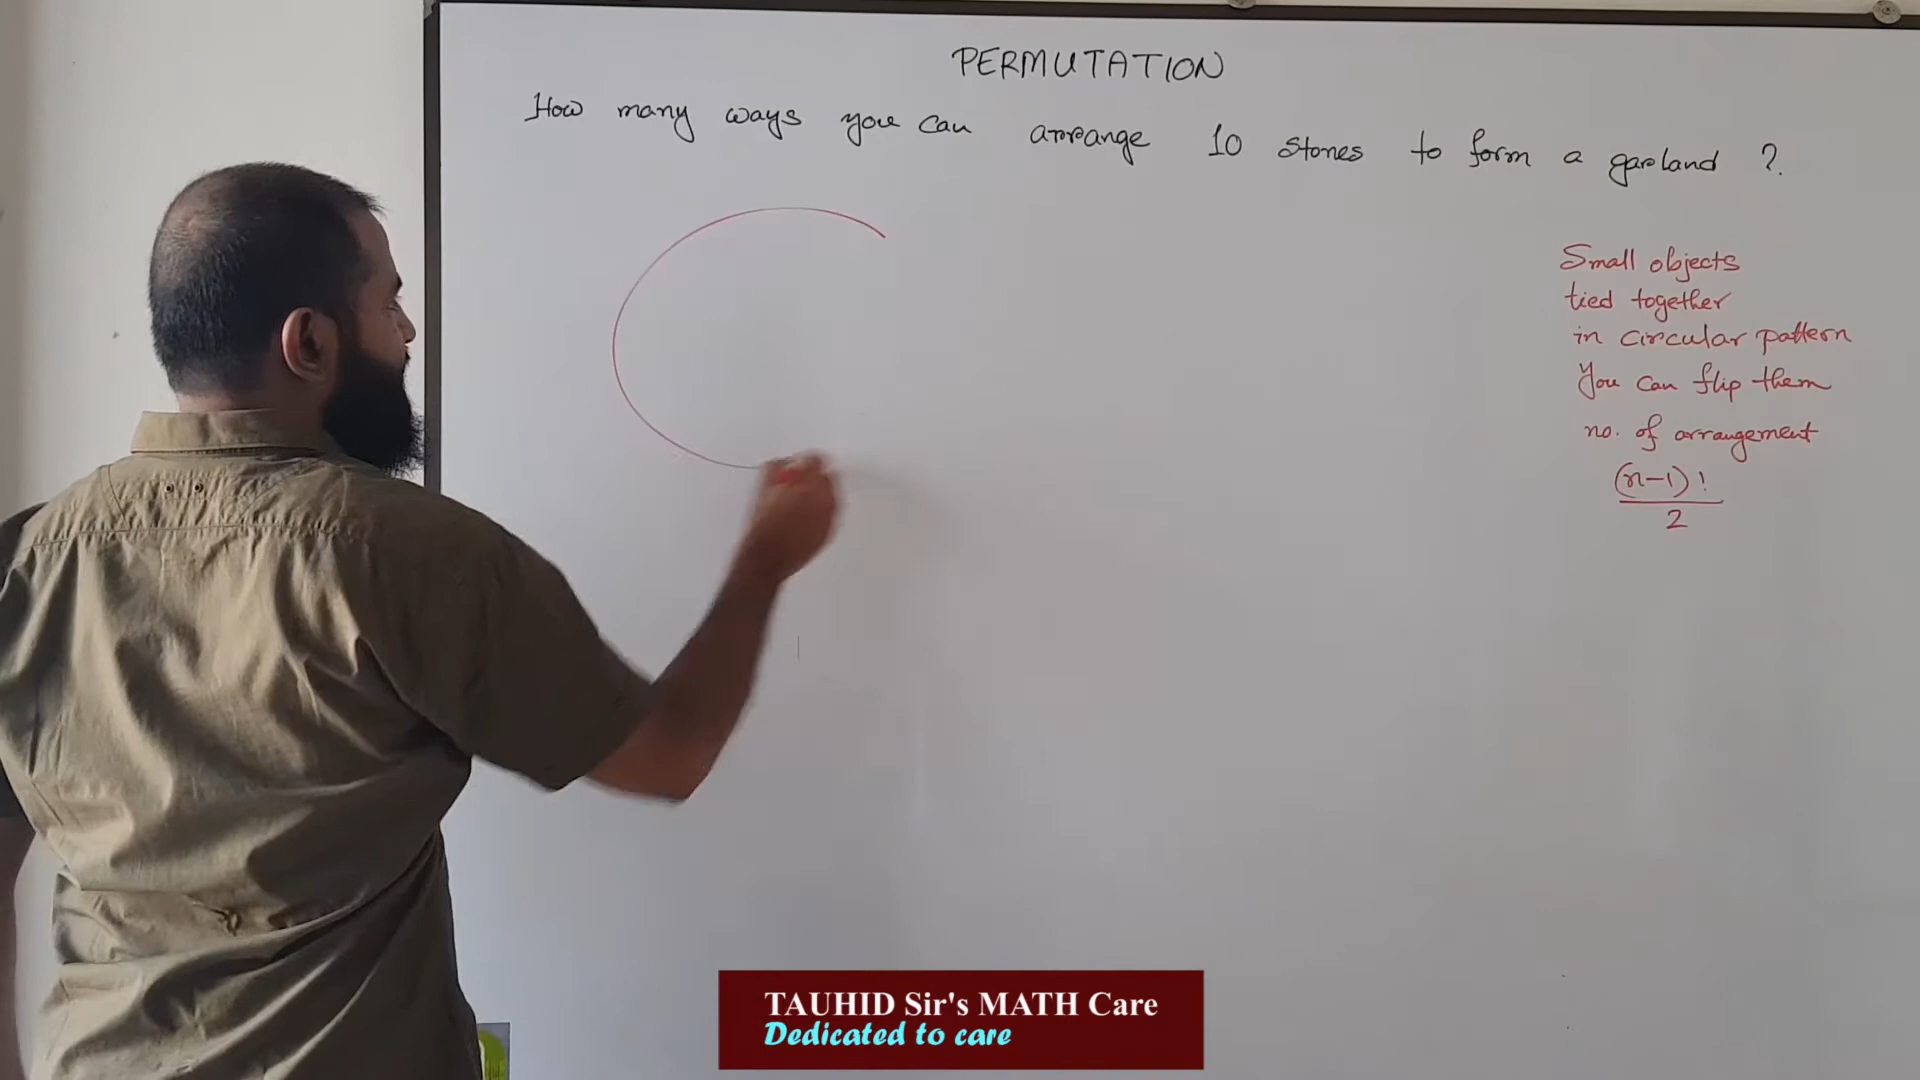 PERMUTATION
How many ways you can arrange 10 stones to form a garland ?
Small objects
tied together
in circular pattern
You can flip them
no. of arrangement
(n-1)!
2
TAUHID Sir's MATH Care
Dedicated to care